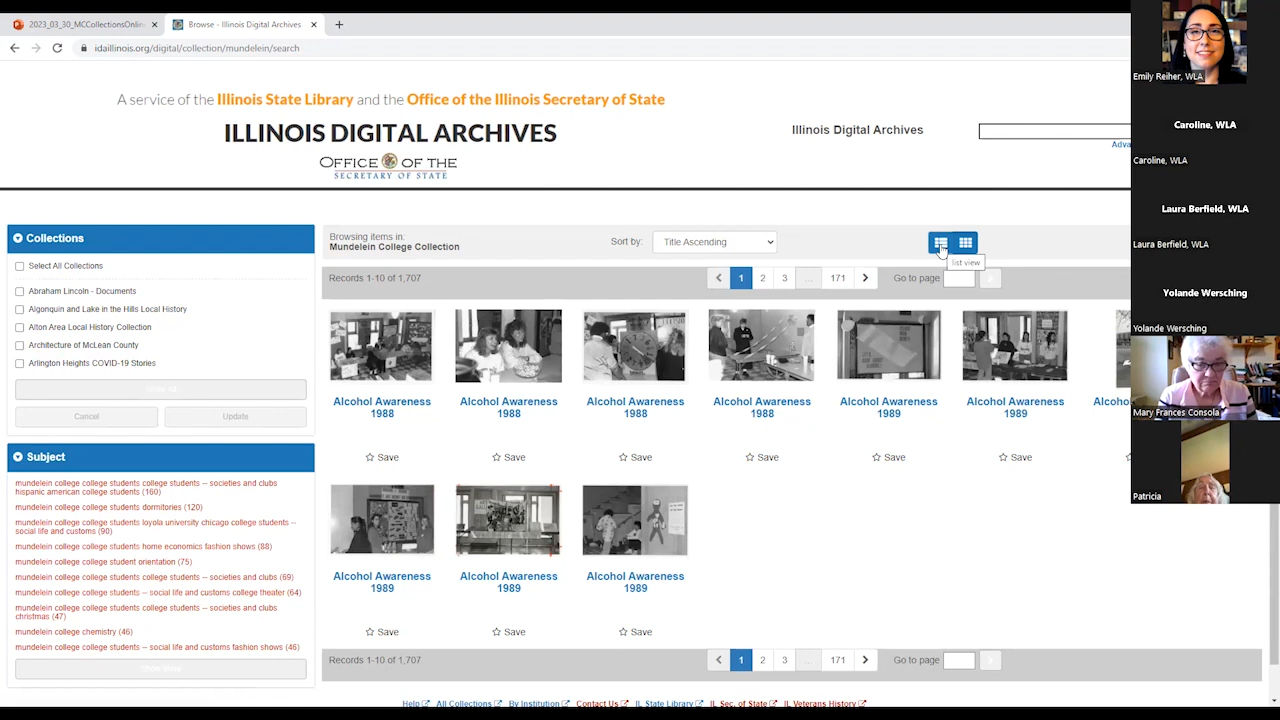 2023_03_30_MCCollectionsOnlin
Browse - Illinois Digital Archives
idaillinois.org/digital/collection/mundelein/search
A service of the Illinois State Library and the Office of the Illinois Secretary of State
ILLINOIS DIGITAL ARCHIVES
OFFICE OF THE
SECRETARY OF STATE
Illinois Digital Archives
Adva
Collections
Select All Collections
Abraham Lincoln - Documents
Algonquin and Lake in the Hills Local History
Alton Area Local History Collection
Architecture of McLean County
Arlington Heights COVID-19 Stories
Cancel
Update
Subject
mundelein college college students college students -- societies and clubs
hispanic american college students (160)
mundelein college college students dormitories (120)
mundelein college college students loyola university chicago college students --
social life and customs (90)
mundelein college college students home economics fashion shows (88)
mundelein college college student orientation (75)
mundelein college college students college students -- societies and clubs (69)
mundelein college college students -- social life and customs college theater (64)
mundelein college college students college students -- societies and clubs
christmas (47)
mundelein college chemistry (46)
mundelein college college students -- social life and customs fashion shows (46)
Show More
Browsing items in:
Mundelein College Collection
Sort by:
Title Ascending
list view
Records 1-10 of 1,707
1 2 3 ... 171
Go to page
Alcohol Awareness
1988
Alcohol Awareness
1988
Alcohol Awareness
1988
Alcohol Awareness
1988
Alcohol Awareness
1989
Alcohol Awareness
1989
Alcoho
Save
Save
Save
Save
Save
Save
Alcohol Awareness
1989
Alcohol Awareness
1989
Alcohol Awareness
1989
Save
Save
Save
Records 1-10 of 1,707
1 2 3 ... 171
Go to page
Help
All Collections
By Institution
Contact Us
IL State Library
IL Sec. of State
IL Veterans History
Emily Reiher, WLA
Caroline, WLA
Caroline, WLA
Laura Berfield, WLA
Laura Berfield, WLA
Yolande Wersching
Yolande Wersching
Mary Frances Consola
Patricia